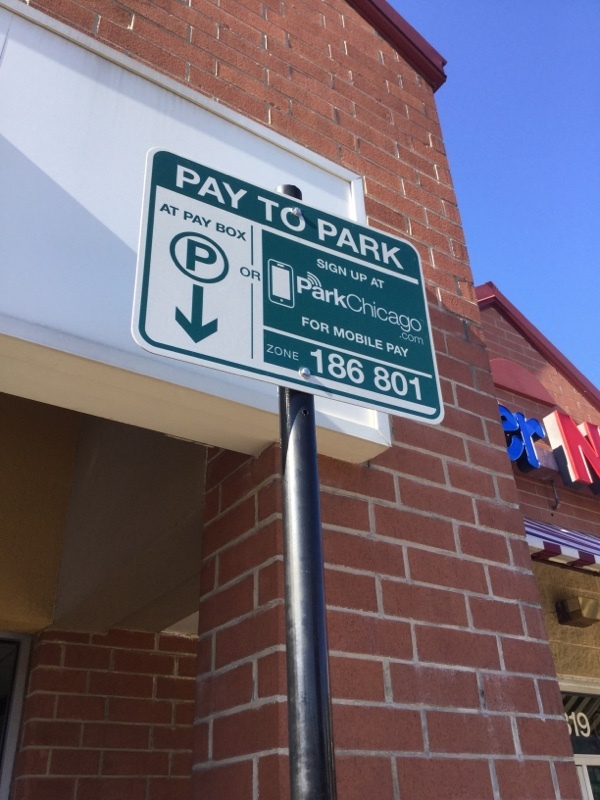 PAY TO PARK
AT PAY BOX
P
OR
SIGN UP AT
ParkChicago
.com
FOR MOBILE PAY
ZONE 186 801